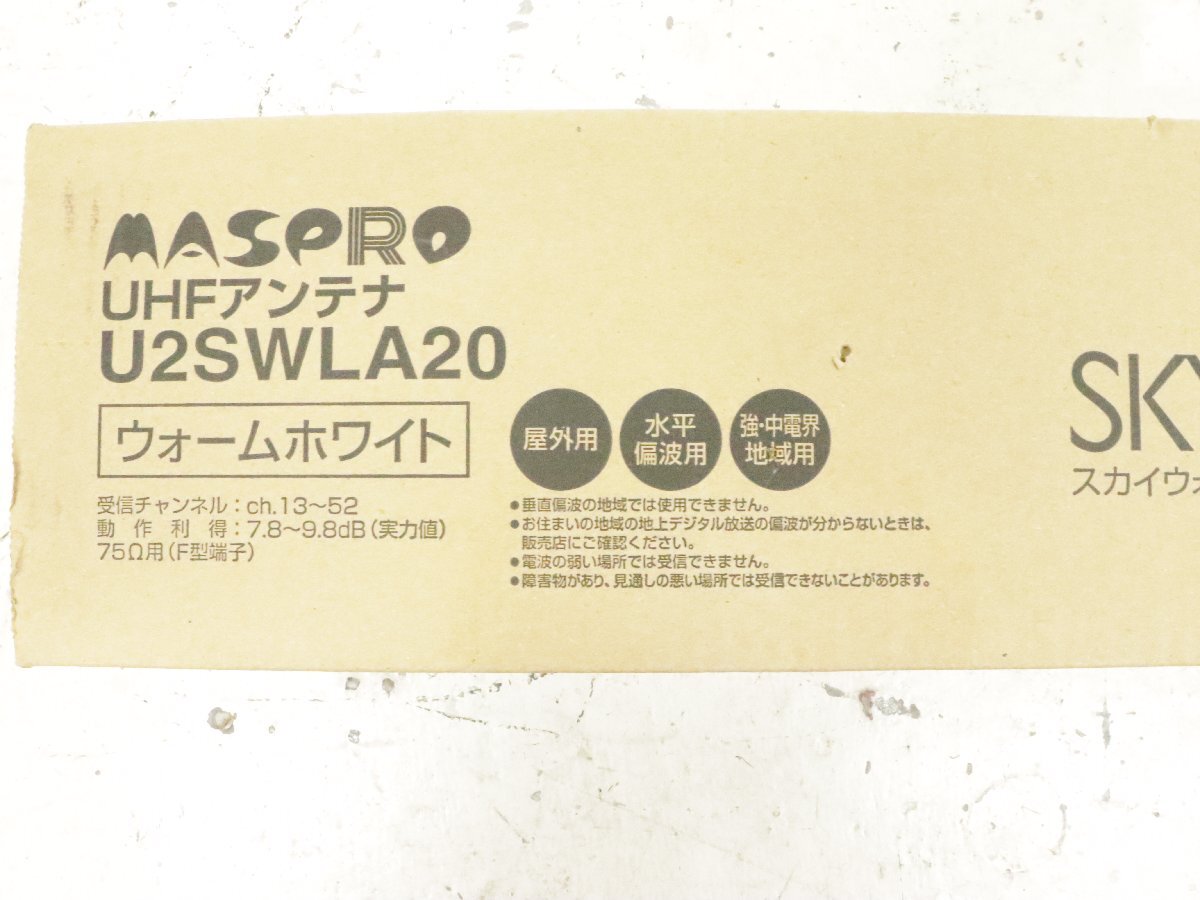 MASPRO
UHFアンテナ
U2SWLA20
ウォームホワイト
受信チャンネル:ch.13〜52
動作利得:7.8〜9.8dB(実力値)
75Ω用(F型端子)
屋外用
水平
偏波用
強・中電界
地域用
●垂直偏波の地域では使用できません。
●お住まいの地域の地上デジタル放送の偏波が分からないときは、
販売店にご確認ください。
●電波の弱い場所では受信できません。
●障害物があり、見通しの悪い場所では受信できないことがあります。
SKY
スカイウォ